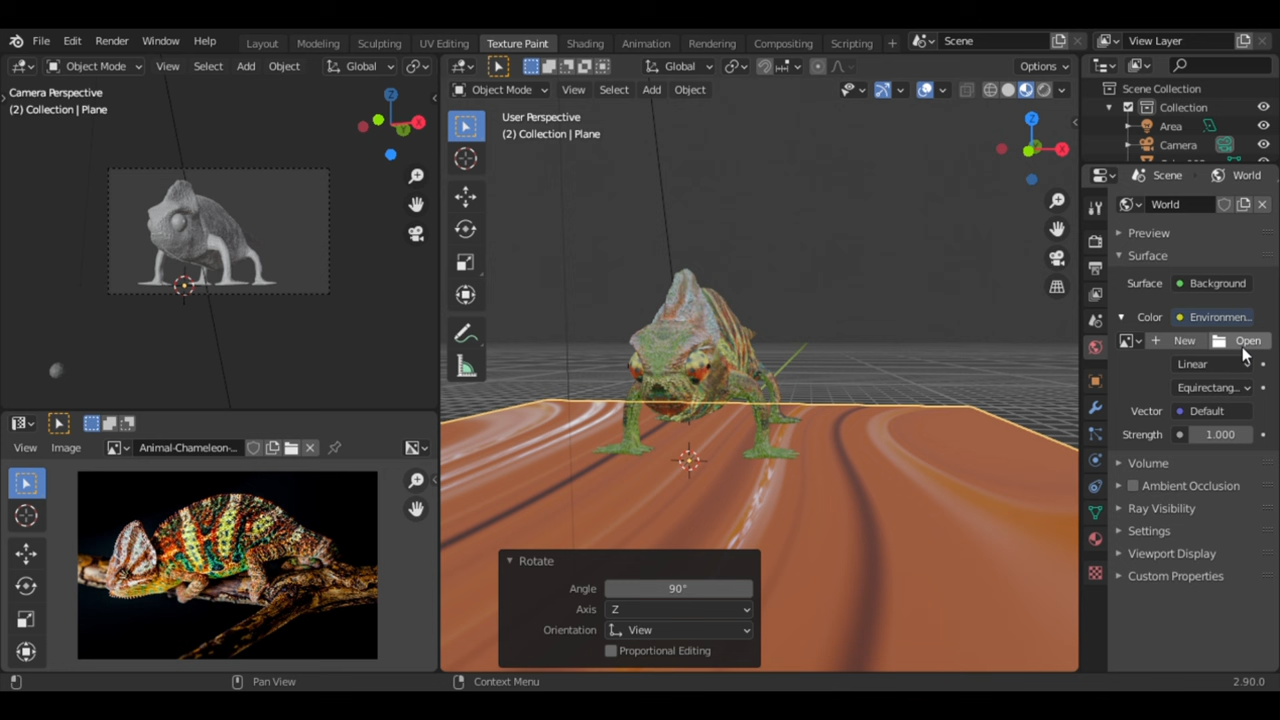 File Edit Render Window Help Layout Modeling Sculpting UV Editing Texture Paint Shading Animation Rendering Compositing Scripting + Scene View Layer
Object Mode View Select Add Object Global
Global Options
Object Mode View Select Add Object
Camera Perspective
(2) Collection | Plane
User Perspective
(2) Collection | Plane
Z
X
Y
Z
X
Scene Collection
Collection
Area
Camera
Scene World
World
Preview
Surface
Surface Background
Color Environmen...
New Open
Linear
Equirectang...
Vector Default
Strength 1.000
Volume
Ambient Occlusion
Ray Visibility
Settings
Viewport Display
Custom Properties
View Image Animal-Chameleon-...
Rotate
Angle 90°
Axis Z
Orientation View
Proportional Editing
Pan View Context Menu 2.90.0